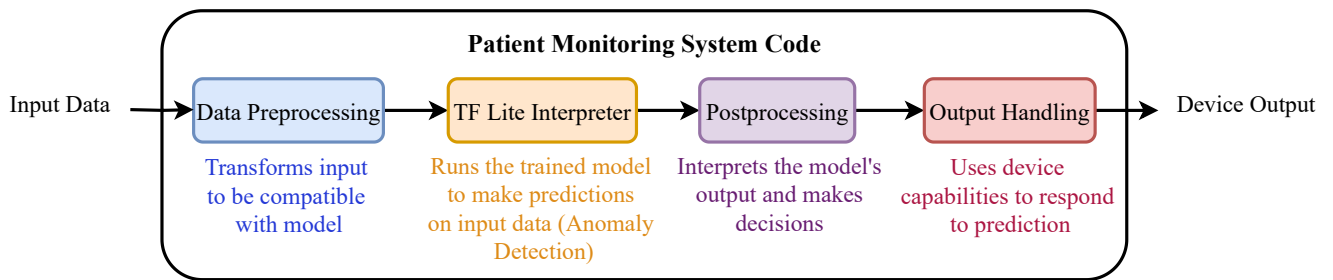 Patient Monitoring System Code
Input Data
Data Preprocessing
TF Lite Interpreter
Postprocessing
Output Handling
Device Output
Transforms input
to be compatible
with model
Runs the trained model
to make predictions
on input data (Anomaly
Detection)
Interprets the model's
output and makes
decisions
Uses device
capabilities to respond
to prediction